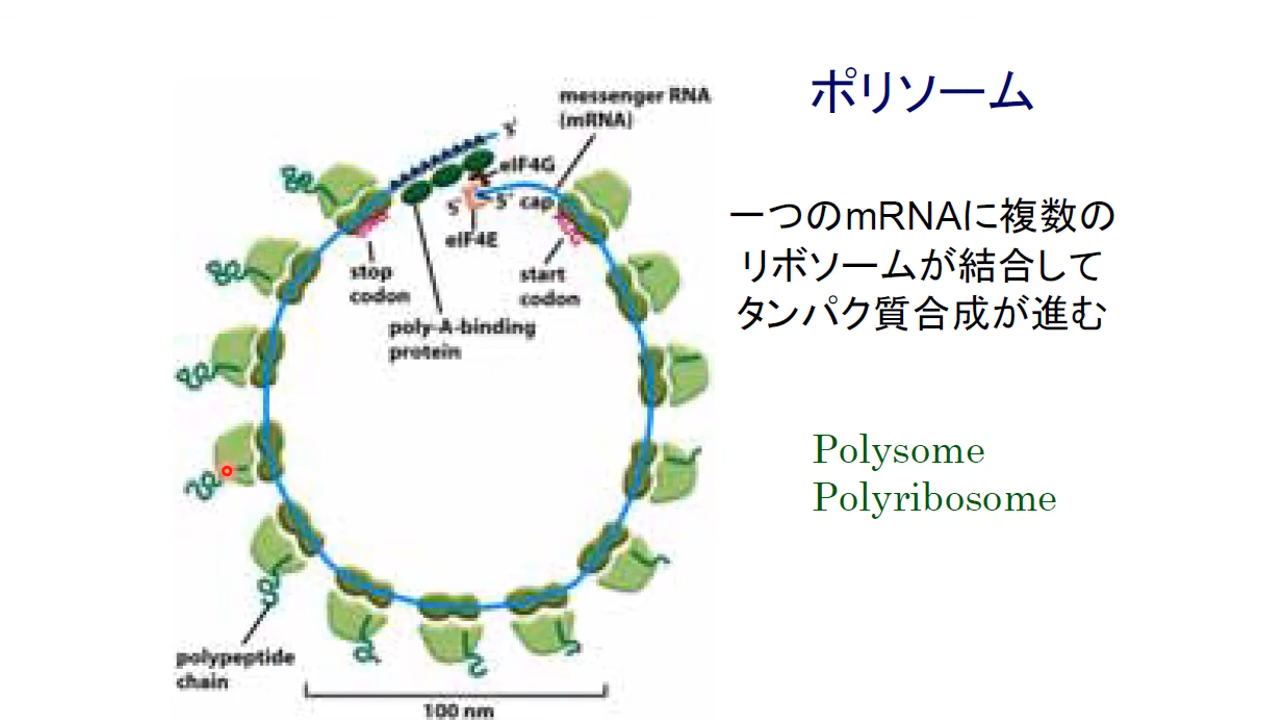 ポリソーム
一つのmRNAに複数の
リボソームが結合して
タンパク質合成が進む
Polysome
Polyribosome
messenger RNA
(mRNA)
3'
eIF4G
5' cap
5'
eIF4E
stop
codon
start
codon
poly-A-binding
protein
polypeptide
chain
100 nm